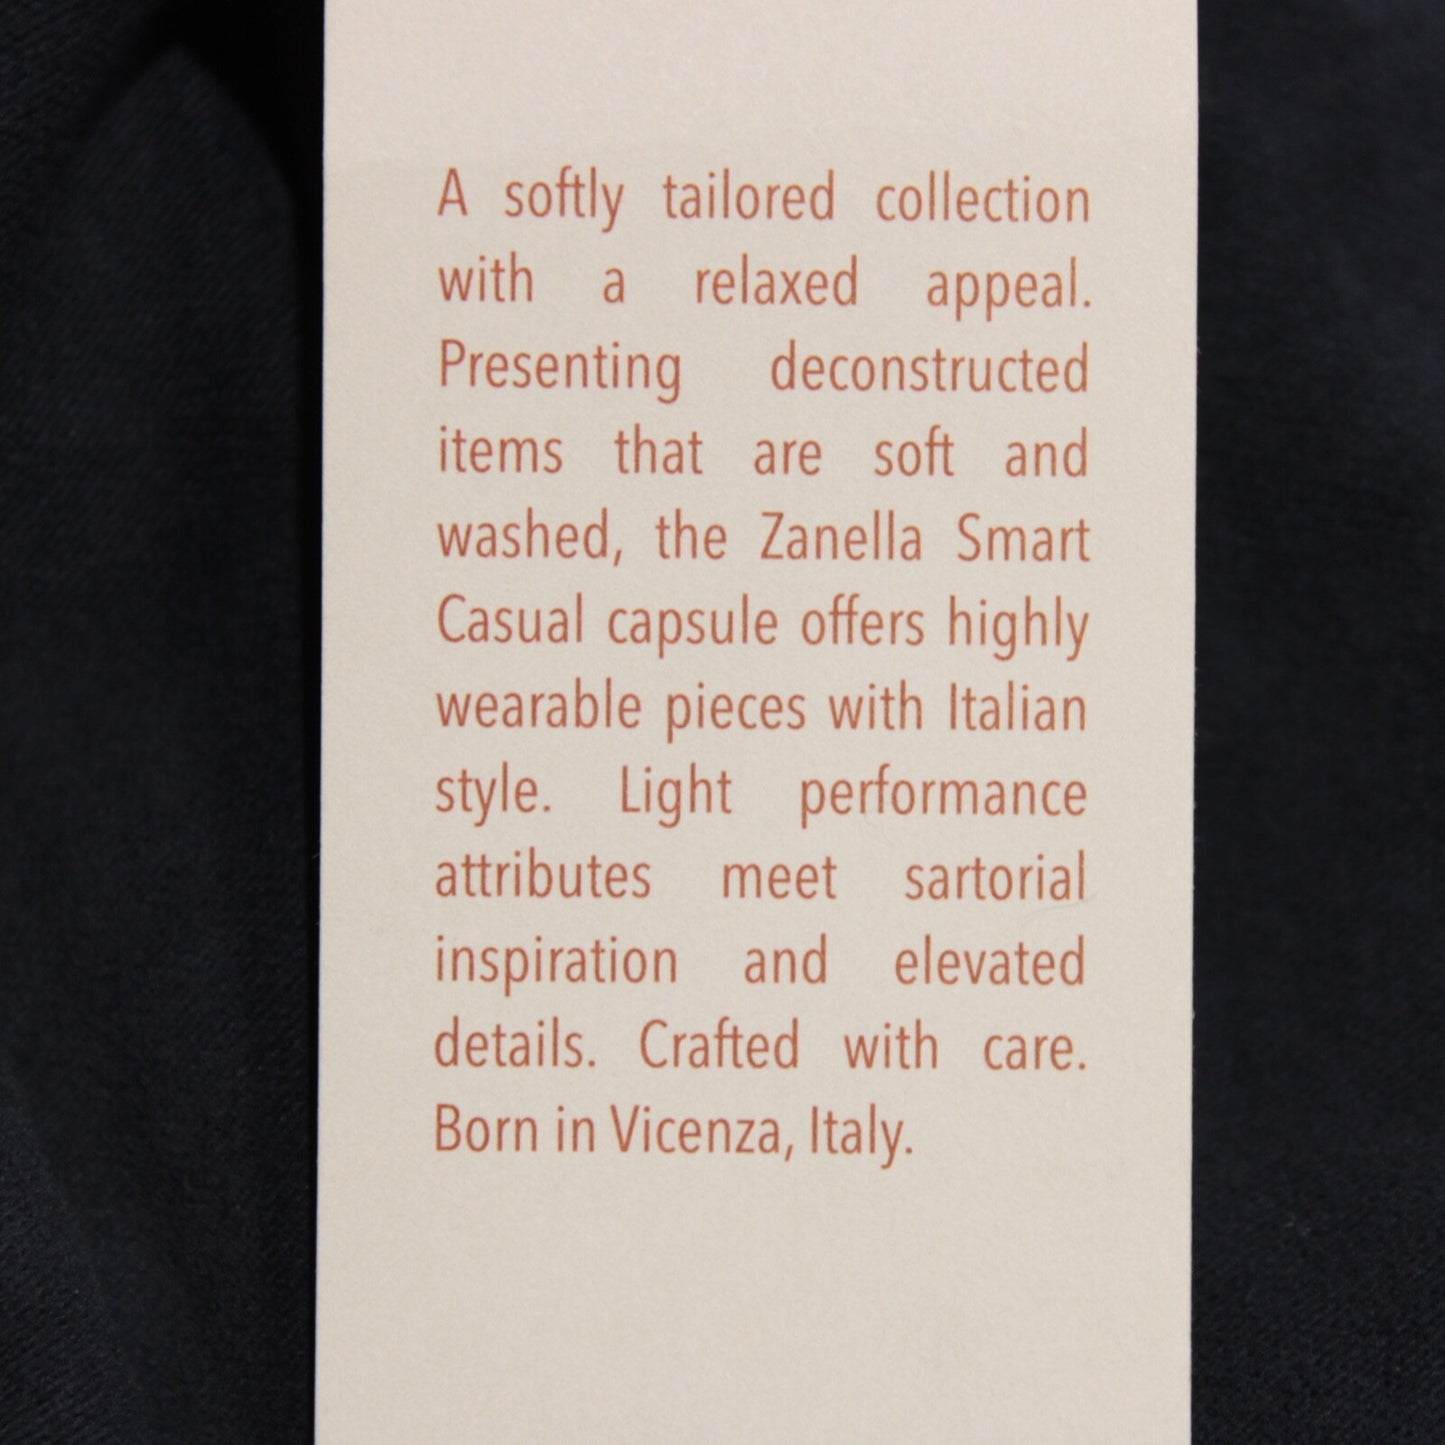 A softly tailored collection
with a relaxed appeal.
Presenting deconstructed
items that are soft and
washed, the Zanella Smart
Casual capsule offers highly
wearable pieces with Italian
style. Light performance
attributes meet sartorial
inspiration and elevated
details. Crafted with care.
Born in Vicenza, Italy.